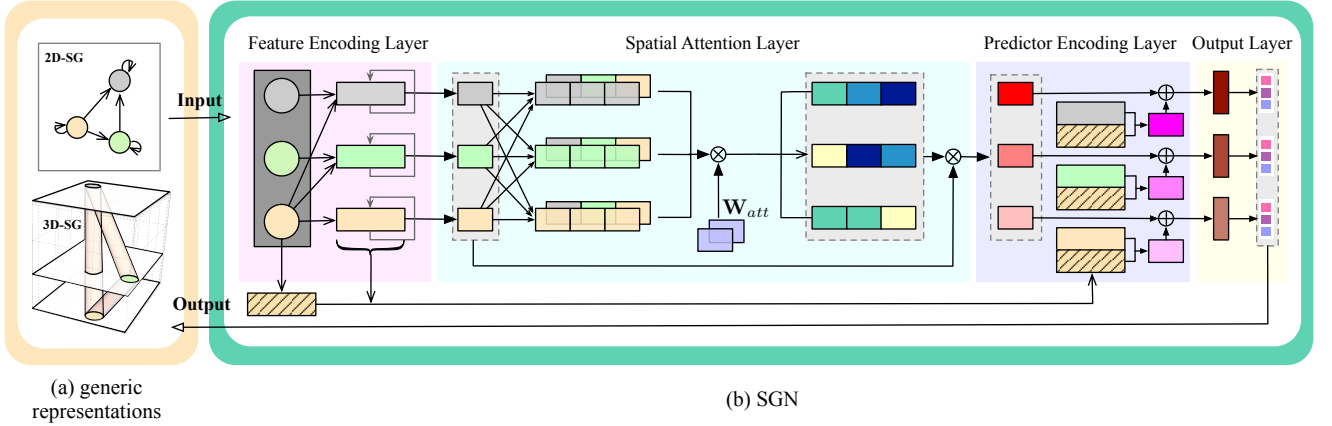 2D-SG
3D-SG
Input
Output
Feature Encoding Layer
Spatial Attention Layer
Predictor Encoding Layer
Output Layer
W_att
(a) generic
representations
(b) SGN